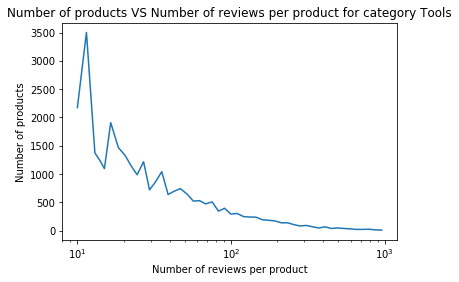 Number of products VS Number of reviews per product for category Tools
3500
3000
2500
2000
1500
1000
500
0
10¹ 10² 10³
Number of products
Number of reviews per product